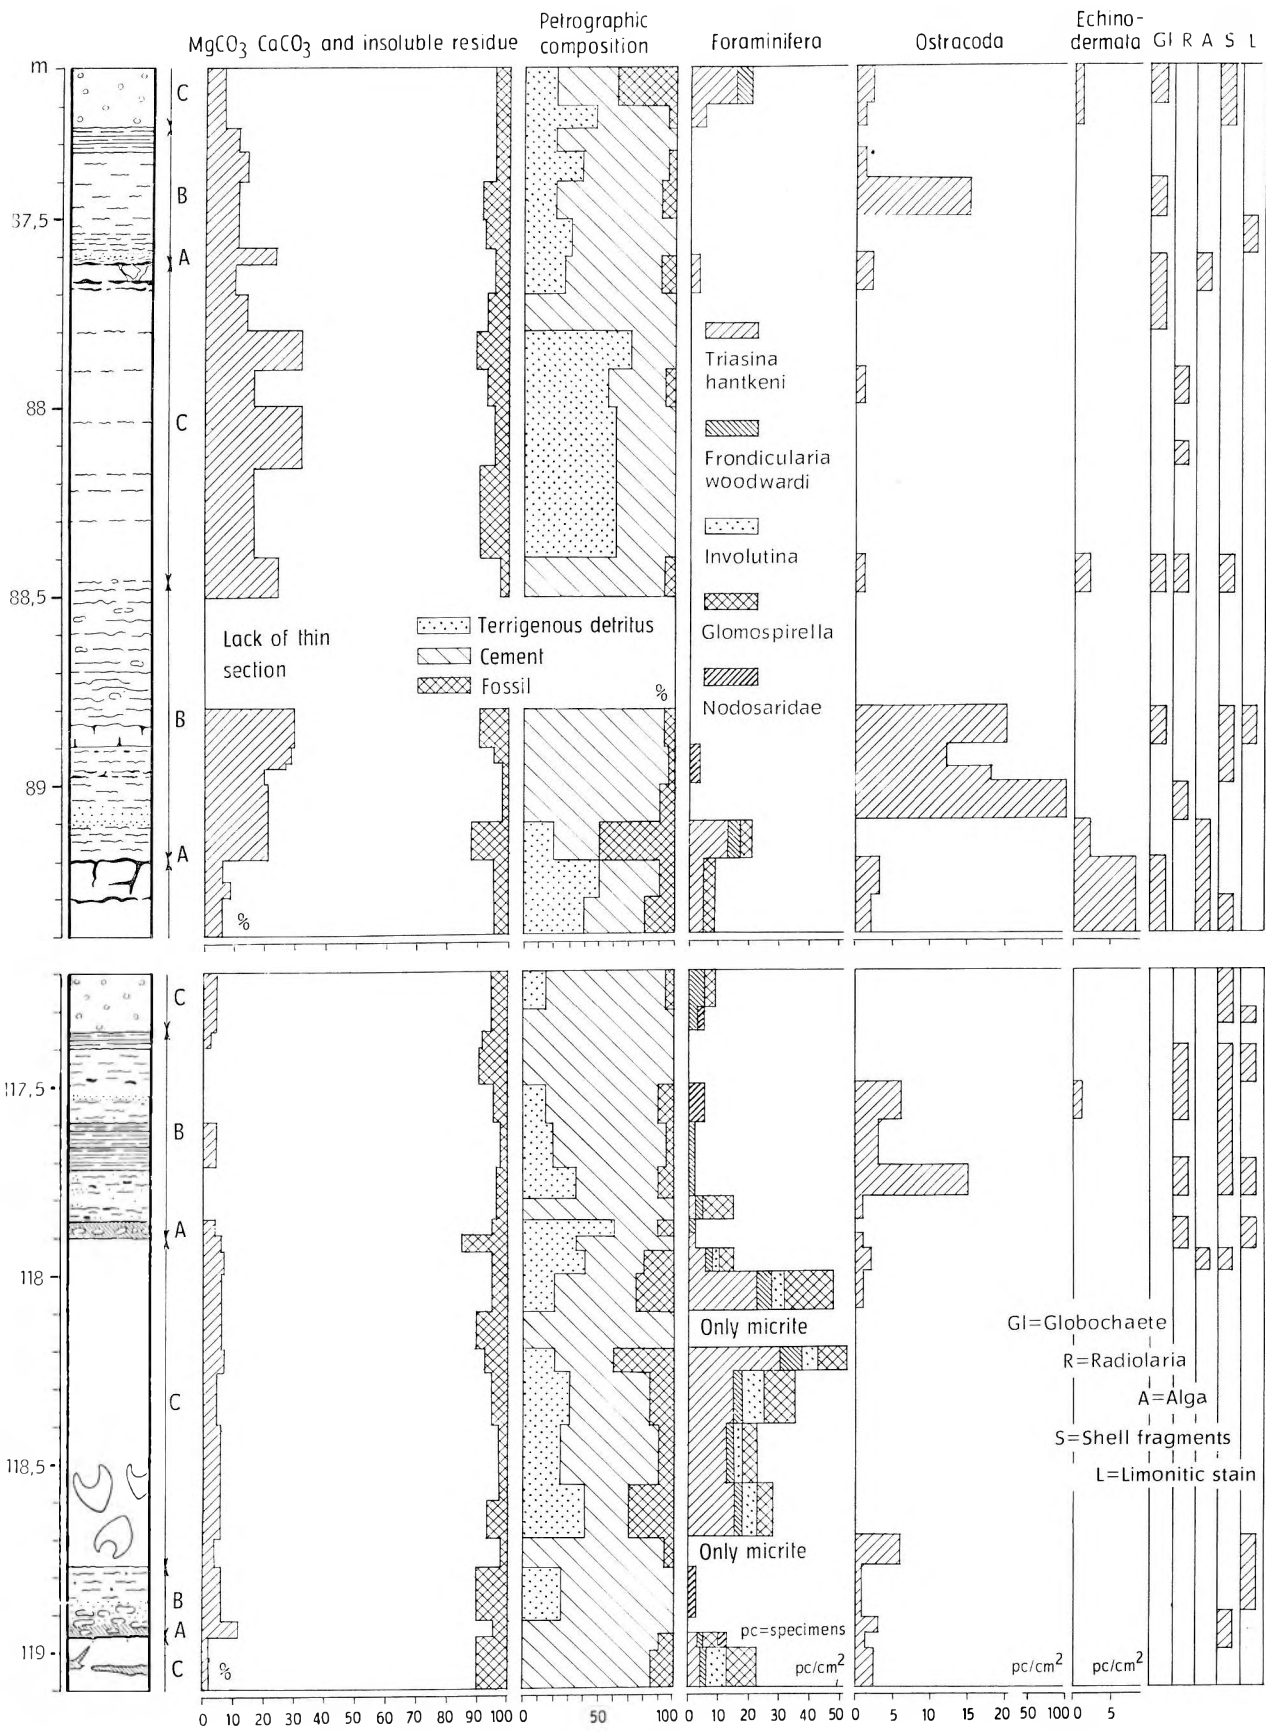 MgCO3 CaCO3 and insoluble residue
Petrographic
composition
Foraminifera
Ostracoda
Echino-
dermata
Gl R A S L
m
C
B
87,5
A
Triasina
hantkeni
88
C
Frondicularia
woodwardi
Involutina
88,5
Lack of thin
section
Terrigenous detritus
Cement
Fossil
%
Glomospirella
Nodosaridae
B
89
A
%
C
117,5
B
A
118
Only micrite
Gl=Globochaete
R=Radiolaria
A=Alga
C
S=Shell fragments
118,5
L=Limonitic stain
Only micrite
B
A
pc=specimens
119
C
%
pc/cm2
pc/cm2
pc/cm2
0 10 20 30 40 50 60 70 80 90 100
0 50 100
0 10 20 30 40 50
0 5 10 15 20 50 100
0 5